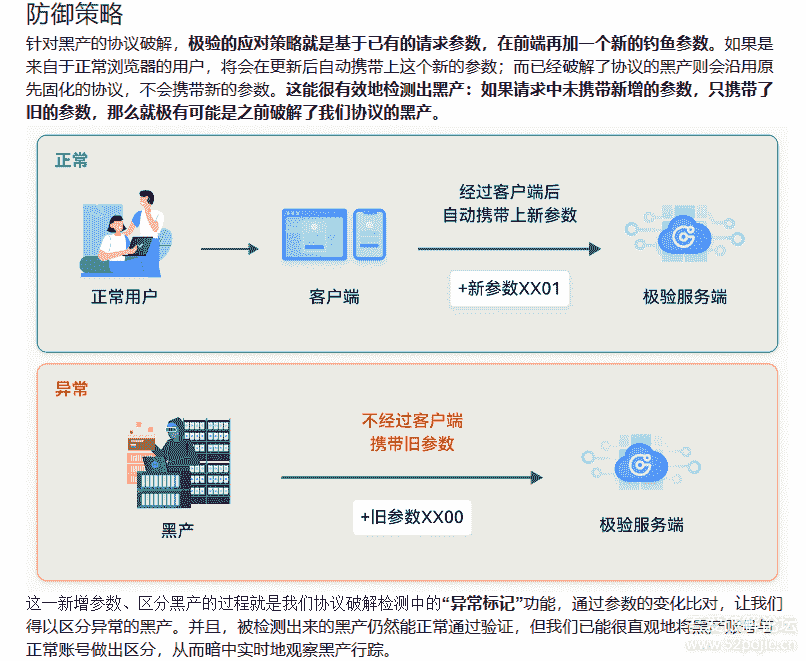 防御策略
针对黑产的协议破解，极验的应对策略就是基于已有的请求参数，在前端再加一个新的钓鱼参数。如果是
来自于正常浏览器的用户，将会在更新后自动携带上这个新的参数；而已经破解了协议的黑产则会沿用原
先固化的协议，不会携带新的参数。这能很有效地检测出黑产：如果请求中未携带新增的参数，只携带了
旧的参数，那么就极有可能是之前破解了我们协议的黑产。
正常
经过客户端后
自动携带上新参数
+新参数XX01
正常用户
客户端
极验服务端
异常
不经过客户端
携带旧参数
+旧参数XX00
黑产
极验服务端
这一新增参数、区分黑产的过程就是我们协议破解检测中的“异常标记”功能，通过参数的变化比对，让我们
得以区分异常的黑产。并且，被检测出来的黑产仍然能正常通过验证，但我们已能很直观地将黑产账号与
正常账号做出区分，从而暗中实时地观察黑产行踪。
www.52pojie.cn